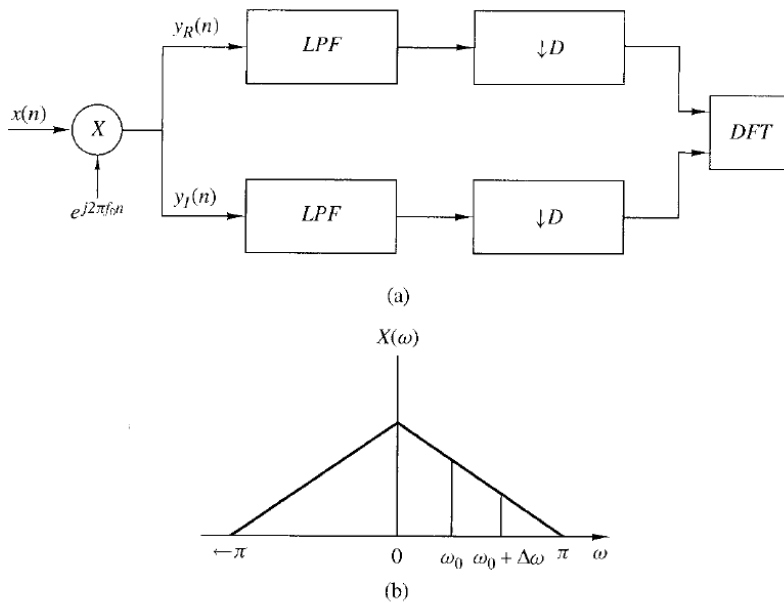 y_R(n)
LPF
↓D
x(n)
X
DFT
e^{j2πf_0n}
y_I(n)
LPF
↓D
(a)
X(ω)
←π 0 ω_0 ω_0 + Δω π ω
(b)